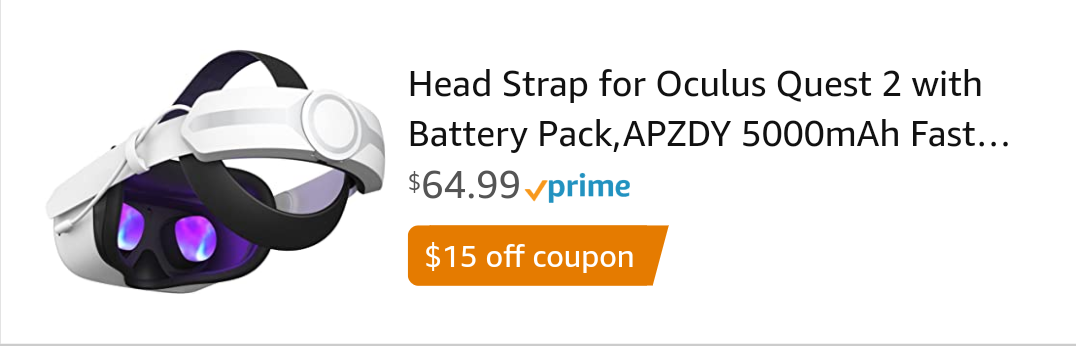 Head Strap for Oculus Quest 2 with
Battery Pack,APZDY 5000mAh Fast...
$64.99 prime
$15 off coupon